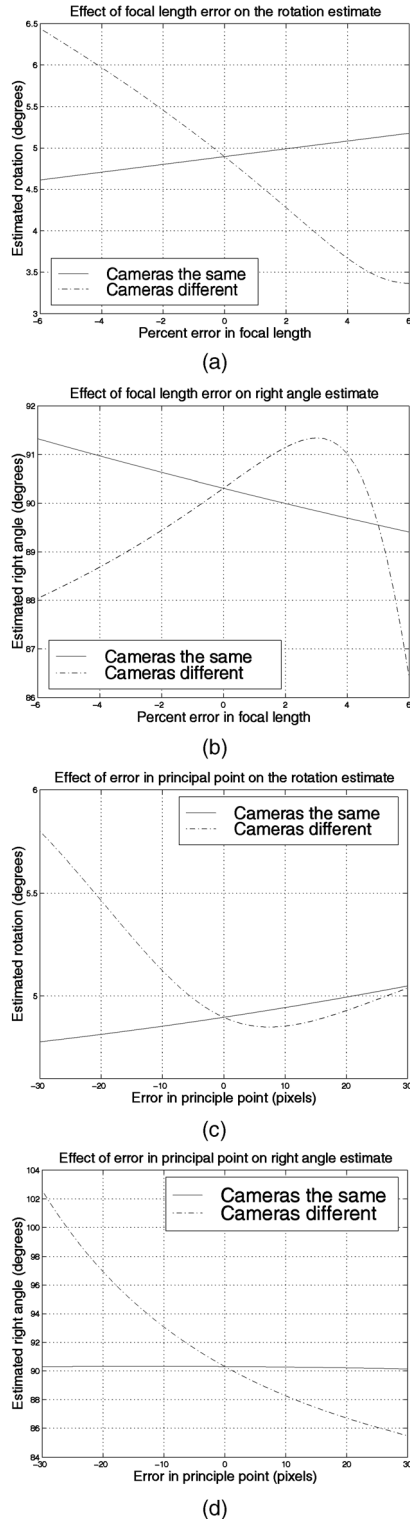 Effect of focal length error on the rotation estimate
6.5
6
5.5
5
4.5
4
3.5
3
Estimated rotation (degrees)
Cameras the same
Cameras different
−6 −4 −2 0 2 4 6
Percent error in focal length
(a)
Effect of focal length error on right angle estimate
92
91
90
89
88
87
86
Estimated right angle (degrees)
Cameras the same
Cameras different
−6 −4 −2 0 2 4 6
Percent error in focal length
(b)
Effect of error in principal point on the rotation estimate
6
5.5
5
Estimated rotation (degrees)
Cameras the same
Cameras different
−30 −20 −10 0 10 20 30
Error in principle point (pixels)
(c)
Effect of error in principal point on right angle estimate
104
102
100
98
96
94
92
90
88
86
84
Estimated right angle (degrees)
Cameras the same
Cameras different
−30 −20 −10 0 10 20 30
Error in principle point (pixels)
(d)